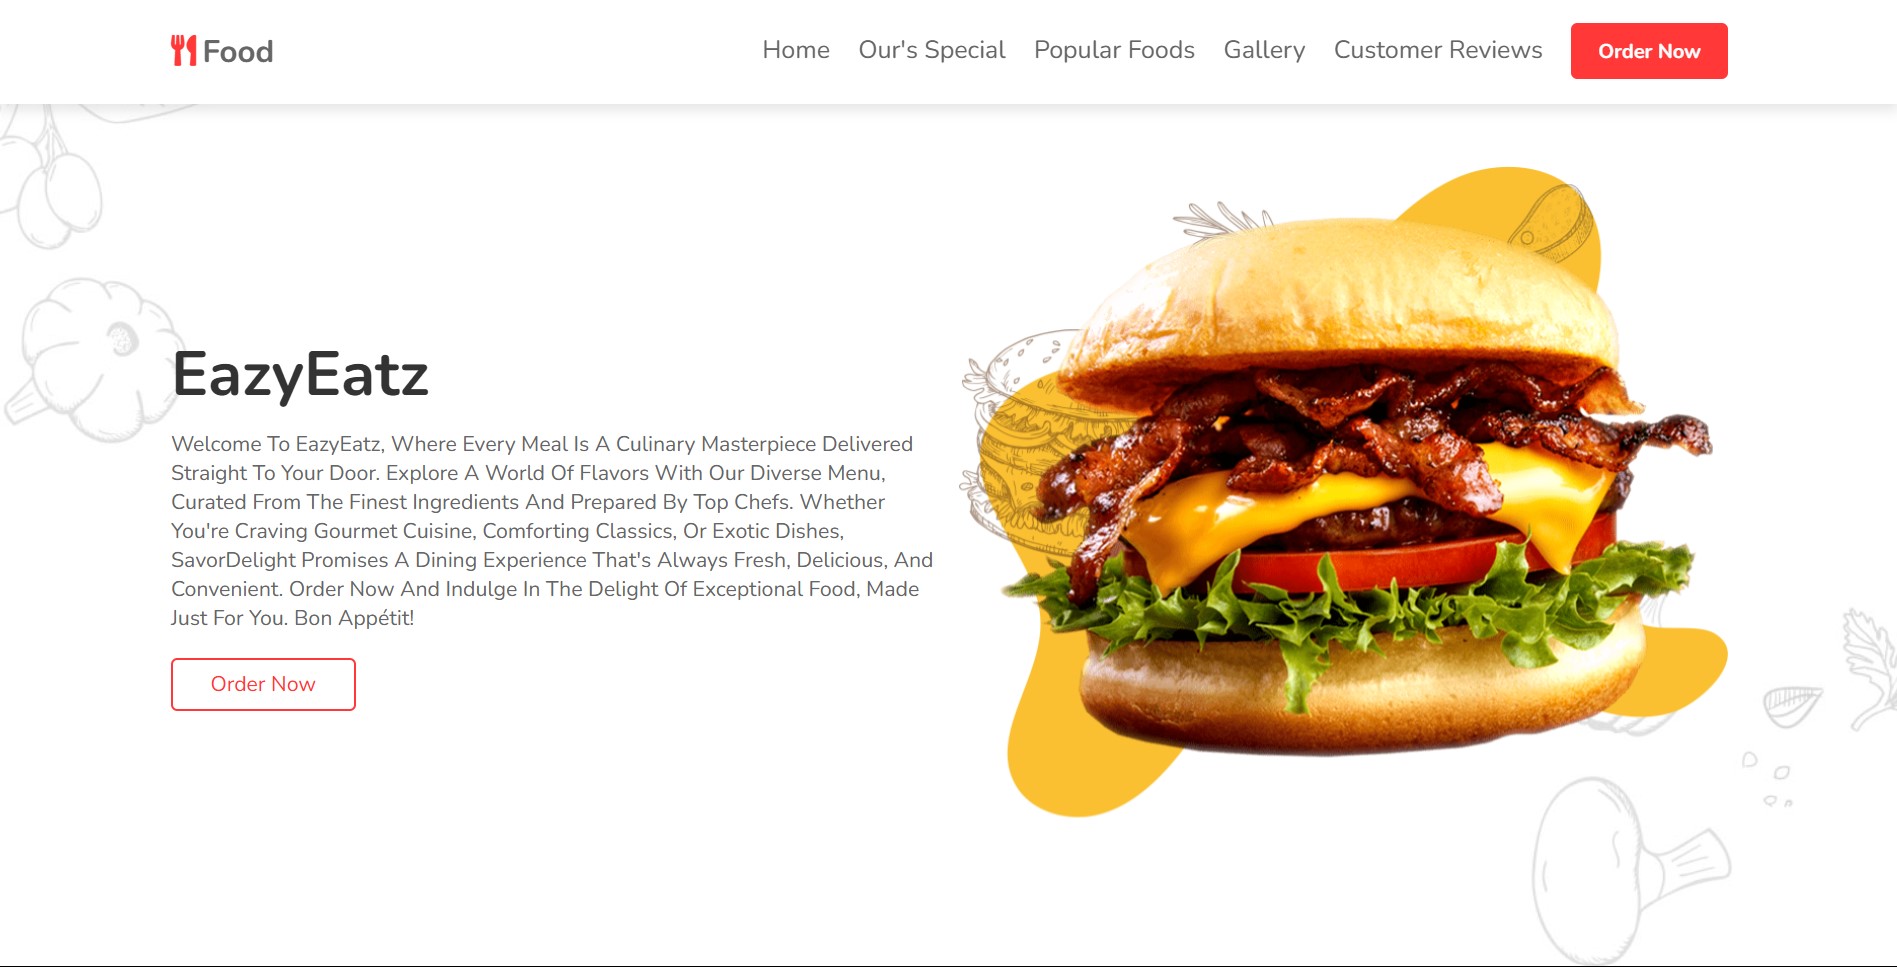 Food
Home
Our's Special
Popular Foods
Gallery
Customer Reviews
Order Now
EazyEatz
Welcome To EazyEatz, Where Every Meal Is A Culinary Masterpiece Delivered
Straight To Your Door. Explore A World Of Flavors With Our Diverse Menu,
Curated From The Finest Ingredients And Prepared By Top Chefs. Whether
You're Craving Gourmet Cuisine, Comforting Classics, Or Exotic Dishes,
SavorDelight Promises A Dining Experience That's Always Fresh, Delicious, And
Convenient. Order Now And Indulge In The Delight Of Exceptional Food, Made
Just For You. Bon Appétit!
Order Now